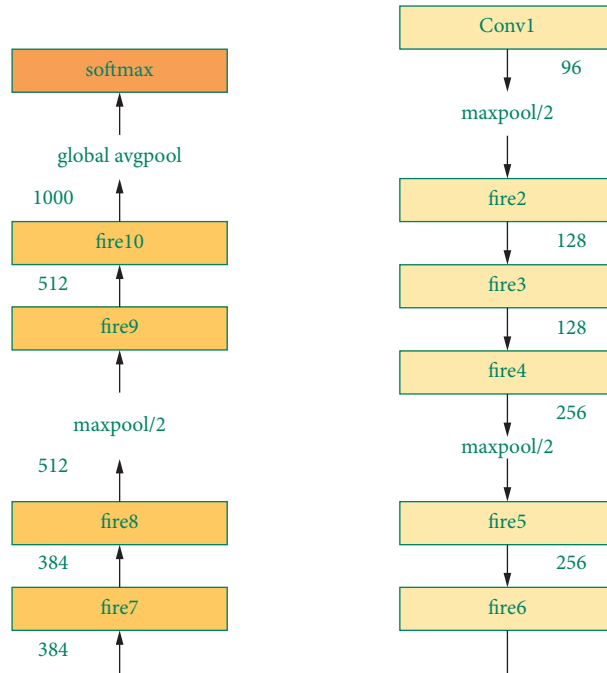 softmax
global avgpool
1000
fire10
512
fire9
maxpool/2
512
fire8
384
fire7
384
Conv1
96
maxpool/2
fire2
128
fire3
128
fire4
256
maxpool/2
fire5
256
fire6